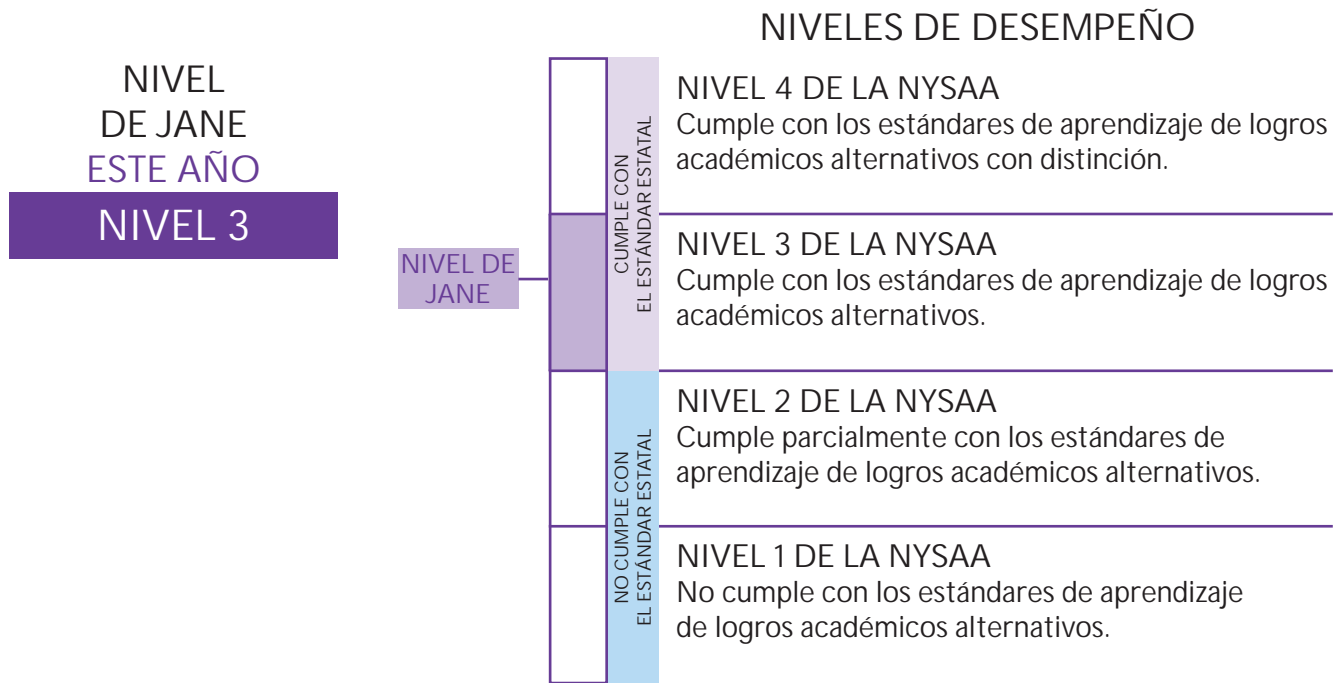 NIVELES DE DESEMPEÑO
NIVEL
DE JANE
ESTE AÑO
NIVEL 3
NIVEL DE
JANE
CUMPLE CON
EL ESTÁNDAR ESTATAL
NO CUMPLE CON
EL ESTÁNDAR ESTATAL
NIVEL 4 DE LA NYSAA
Cumple con los estándares de aprendizaje de logros
académicos alternativos con distinción.
NIVEL 3 DE LA NYSAA
Cumple con los estándares de aprendizaje de logros
académicos alternativos.
NIVEL 2 DE LA NYSAA
Cumple parcialmente con los estándares de
aprendizaje de logros académicos alternativos.
NIVEL 1 DE LA NYSAA
No cumple con los estándares de aprendizaje
de logros académicos alternativos.